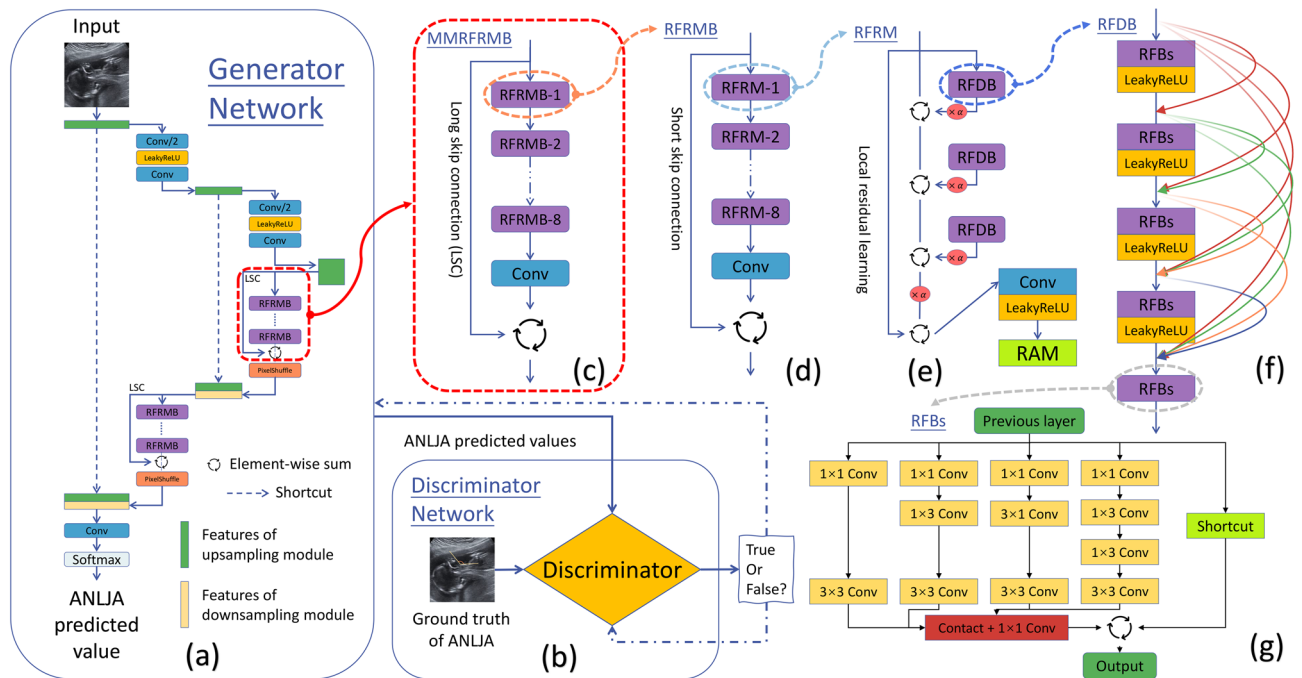 Input
Generator
Network
Conv/2
LeakyReLU
Conv
Conv/2
LeakyReLU
Conv
LSC
RFRMB
RFRMB
PixelShuffle
LSC
RFRMB
RFRMB
PixelShuffle
Conv
Softmax
ANLJA
predicted
value
Element-wise sum
Shortcut
Features of
upsampling module
Features of
downsampling module
(a)
MMRFRMB
Long skip connection (LSC)
RFRMB-1
RFRMB-2
RFRMB-8
Conv
(c)
RFRMB
Short skip connection
RFRM-1
RFRM-2
RFRM-8
Conv
(d)
RFRM
Local residual learning
RFDB
× α
RFDB
× α
RFDB
× α
× α
Conv
LeakyReLU
RAM
(e)
RFDB
RFBs
LeakyReLU
RFBs
LeakyReLU
RFBs
LeakyReLU
RFBs
LeakyReLU
RFBs
(f)
ANLJA predicted values
Discriminator
Network
Ground truth
of ANLJA
Discriminator
True
Or
False?
(b)
RFBs
Previous layer
1×1 Conv
1×1 Conv
1×1 Conv
1×1 Conv
1×3 Conv
3×1 Conv
1×3 Conv
1×3 Conv
Shortcut
3×3 Conv
3×3 Conv
3×3 Conv
3×3 Conv
Contact + 1×1 Conv
Output
(g)